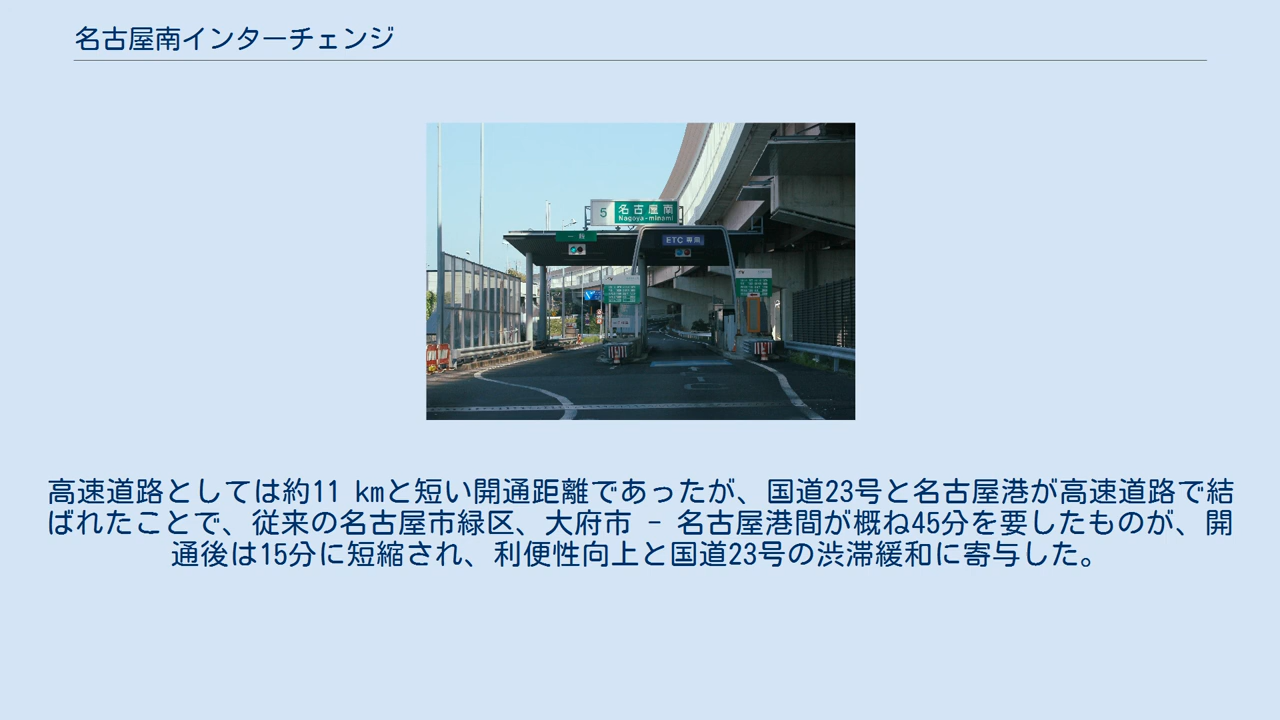 名古屋南インターチェンジ
5 名古屋南
Nagoya-minami
一般
ETC 専用
高速道路としては約11 kmと短い開通距離であったが、国道23号と名古屋港が高速道路で結
ばれたことで、従来の名古屋市緑区、大府市 - 名古屋港間が概ね45分を要したものが、開
通後は15分に短縮され、利便性向上と国道23号の渋滞緩和に寄与した。